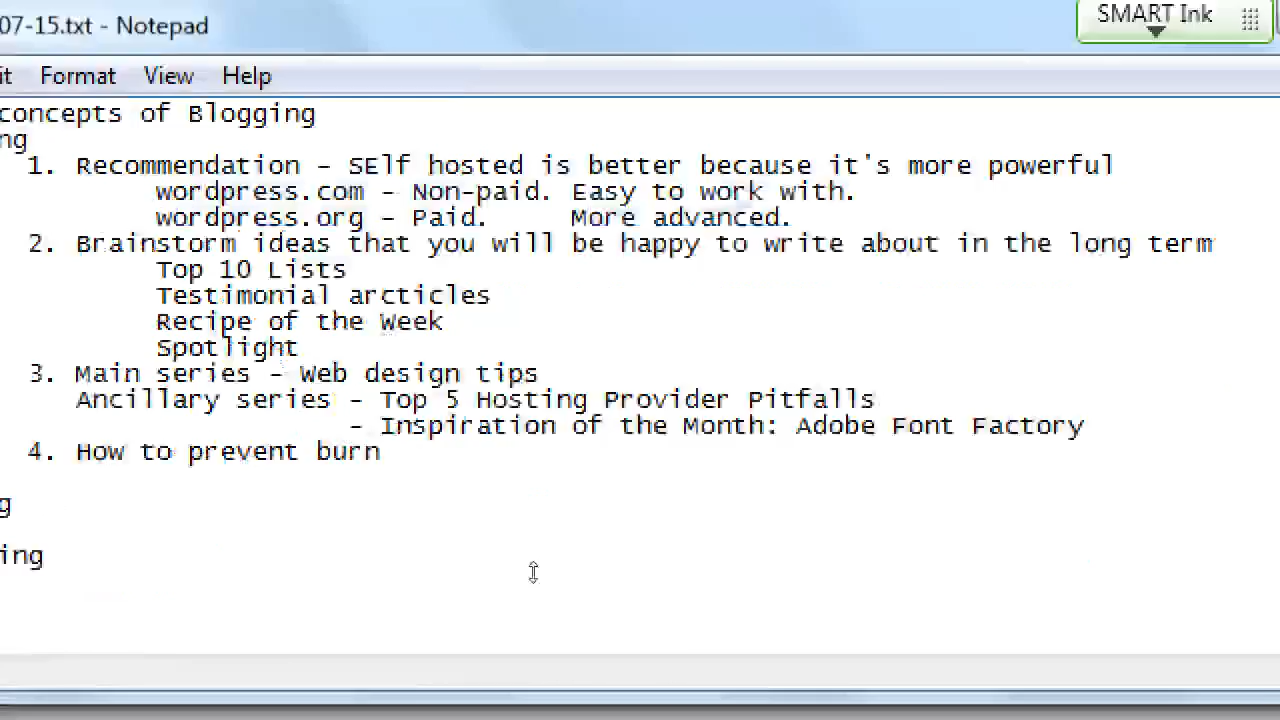 07-15.txt - Notepad
SMART Ink
it Format View Help
concepts of Blogging
ng
1. Recommendation - SElf hosted is better because it's more powerful
wordpress.com - Non-paid. Easy to work with.
wordpress.org - Paid. More advanced.
2. Brainstorm ideas that you will be happy to write about in the long term
Top 10 Lists
Testimonial arcticles
Recipe of the Week
Spotlight
3. Main series - Web design tips
Ancillary series - Top 5 Hosting Provider Pitfalls
- Inspiration of the Month: Adobe Font Factory
4. How to prevent burn
g
ing